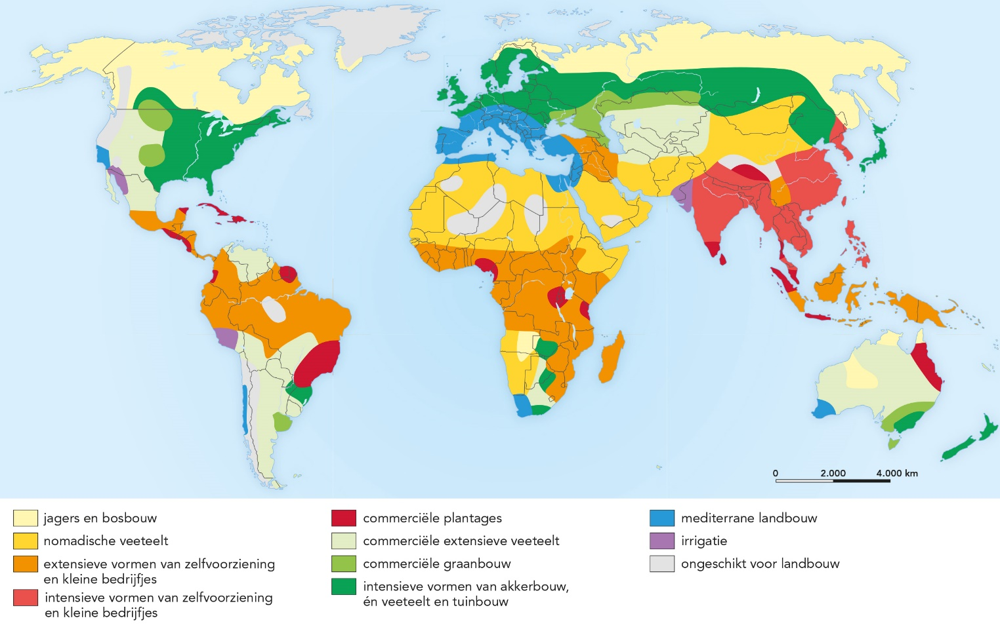 0 2.000 4.000 km
jagers en bosbouw
nomadische veeteelt
extensieve vormen van zelfvoorziening
en kleine bedrijfjes
intensieve vormen van zelfvoorziening
en kleine bedrijfjes
commerciële plantages
commerciële extensieve veeteelt
commerciële graanbouw
intensieve vormen van akkerbouw,
én veeteelt en tuinbouw
mediterrane landbouw
irrigatie
ongeschikt voor landbouw